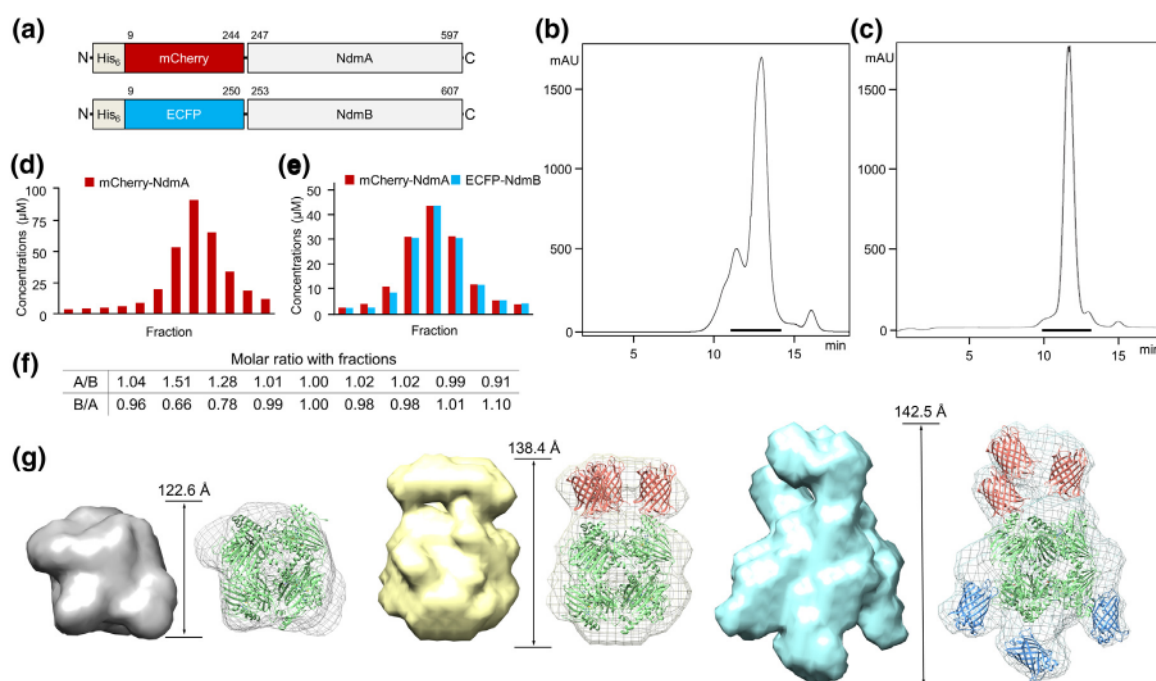 (a)
9 244 247 597
N His6 mCherry NdmA C
9 250 253 607
N His6 ECFP NdmB C
(b)
mAU
1500
1000
500
0
5 10 15 min
(c)
mAU
1500
1000
500
0
5 10 15 min
(d)
mCherry-NdmA
Concentrations (µM)
100
75
50
25
0
Fraction
(e)
mCherry-NdmA ECFP-NdmB
Concentrations (µM)
50
40
30
20
10
0
Fraction
(f)
Molar ratio with fractions
A/B 1.04 1.51 1.28 1.01 1.00 1.02 1.02 0.99 0.91
B/A 0.96 0.66 0.78 0.99 1.00 0.98 0.98 1.01 1.10
(g)
122.6 Å
138.4 Å
142.5 Å